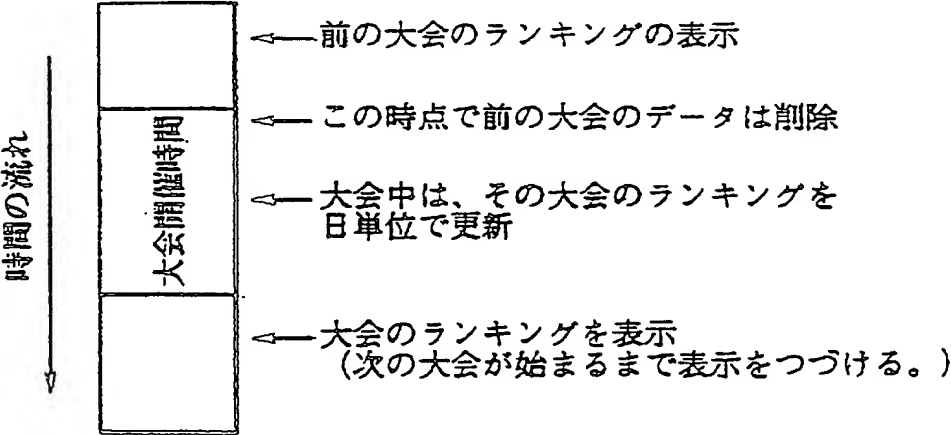 前の大会のランキングの表示
この時点で前の大会のデータは削除
時間の流れ
大会開催時間
大会中は、その大会のランキングを
日単位で更新
大会のランキングを表示
(次の大会が始まるまで表示をつづける。)